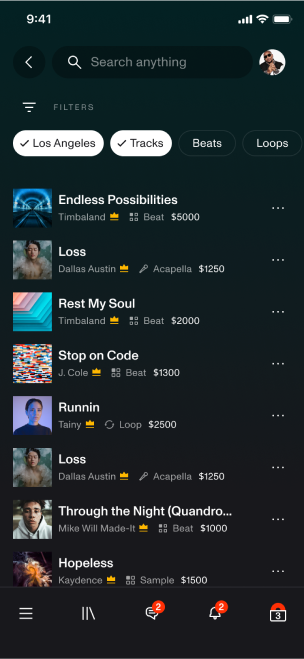 9:41
Search anything
FILTERS
Los Angeles Tracks Beats Loops
Endless Possibilities
Timbaland Beat $5000
Loss
Dallas Austin Acapella $1250
Rest My Soul
Timbaland Beat $2000
Stop on Code
J. Cole Beat $1300
Runnin
Tainy Loop $2500
Loss
Dallas Austin Acapella $1250
Through the Night (Quandro...
Mike Will Made-It Beat $1000
Hopeless
Kaydence Sample $1500
2 2 3